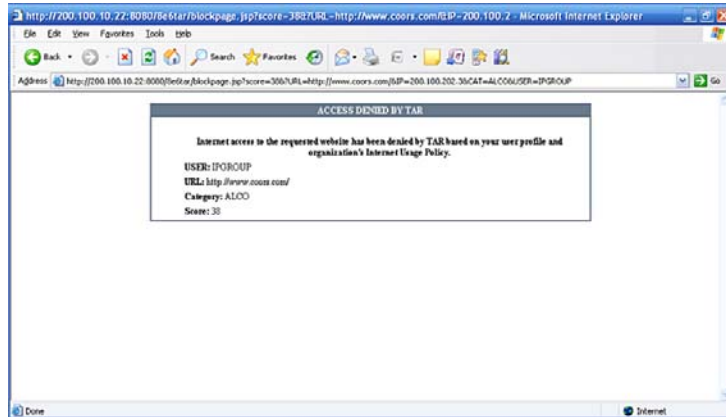 http://200.100.10.22:8080/8e6tar/blockpage.jsp?score=38&URL=http://www.coors.com/&IP=200.100.2 - Microsoft Internet Explorer
File Edit View Favorites Tools Help
Back Search Favorites
Address http://200.100.10.22:8080/8e6tar/blockpage.jsp?score=38&URL=http://www.coors.com/&IP=200.100.202.3&CAT=ALCO&USER=IPGROUP Go
ACCESS DENIED BY TAR
Internet access to the requested website has been denied by TAR based on your user profile and
organization's Internet Usage Policy.
USER: IPGROUP
URL: http://www.coors.com/
Category: ALCO
Score: 38
Done Internet